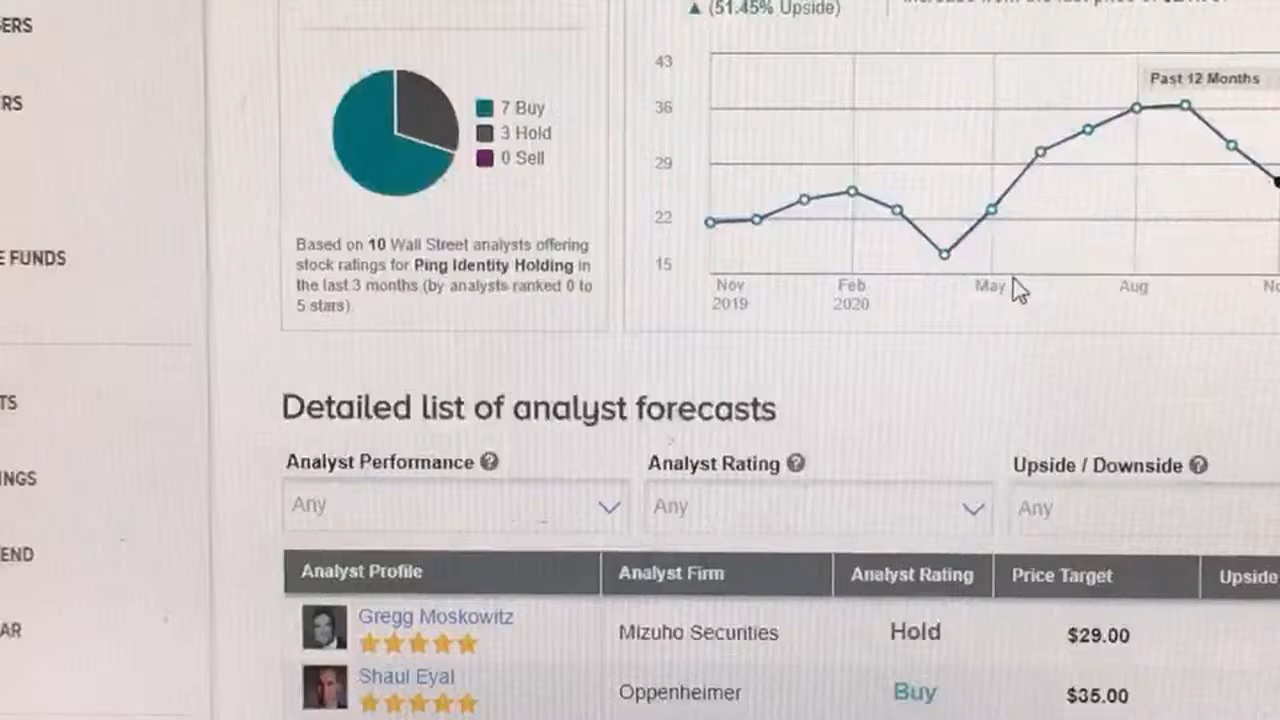 ERS
RS
E FUNDS
TS
INGS
END
AR
7 Buy
3 Hold
0 Sell
Based on 10 Wall Street analysts offering
stock ratings for Ping Identity Holding in
the last 3 months (by analysts ranked 0 to
5 stars)
(51.45% Upside)
43
36
29
22
15
Past 12 Months
Nov
2019
Feb
2020
May
Aug
No
Detailed list of analyst forecasts
Analyst Performance ?
Analyst Rating ?
Upside / Downside ?
Any
Any
Any
Analyst Profile Analyst Firm Analyst Rating Price Target Upside
Gregg Moskowitz Mizuho Securities Hold $29.00
Shaul Eyal Oppenheimer Buy $35.00